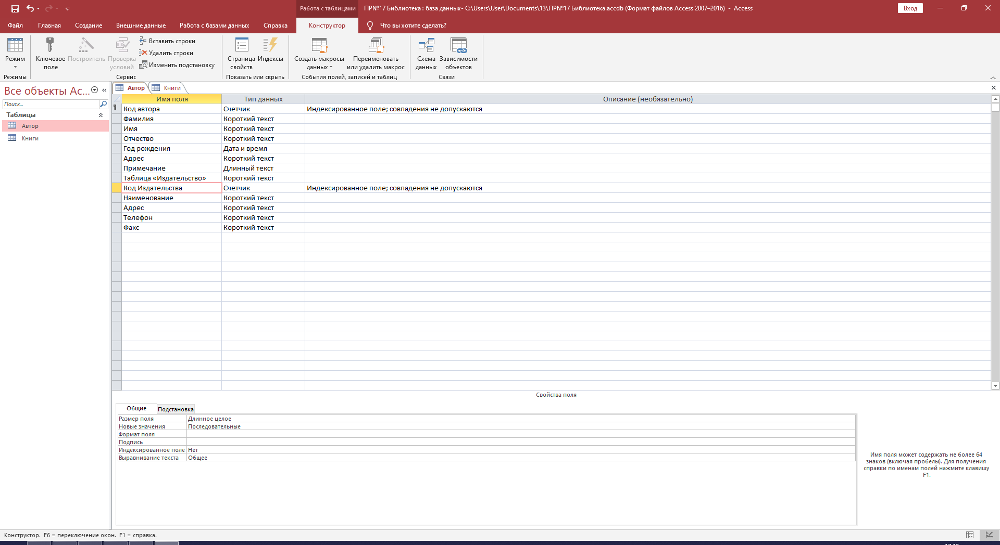 Работа с таблицами
ПР№17 Библиотека : база данных- C:\Users\User\Documents\13\ПР№17 Библиотека.accdb (Формат файлов Access 2007–2016) - Access
Вход
Файл
Главная
Создание
Внешние данные
Работа с базами данных
Справка
Конструктор
Что вы хотите сделать?
Режим
Ключевое поле
Построитель
Проверка условий
Вставить строки
Удалить строки
Изменить подстановку
Страница свойств
Индексы
Создать макросы данных
Переименовать или удалить макрос
Схема данных
Зависимости объектов
Режимы
Сервис
Показать или скрыть
События полей, записей и таблиц
Связи
Все объекты Ac...
Поиск...
Таблицы
Автор
Книги
Автор
Книги
Имя поля Тип данных Описание (необязательно)
Код автора Счетчик Индексированное поле; совпадения не допускаются
Фамилия Короткий текст
Имя Короткий текст
Отчество Короткий текст
Год рождения Дата и время
Адрес Короткий текст
Примечание Длинный текст
Таблица «Издательство» Короткий текст
Код Издательства Счетчик Индексированное поле; совпадения не допускаются
Наименование Короткий текст
Адрес Короткий текст
Телефон Короткий текст
Факс Короткий текст
Свойства поля
Общие
Подстановка
Размер поля Длинное целое
Новые значения Последовательные
Формат поля
Подпись
Индексированное поле Нет
Выравнивание текста Общее
Имя поля может содержать не более 64
знаков (включая пробелы). Для получения
справки по именам полей нажмите клавишу
F1.
Конструктор. F6 = переключение окон. F1 = справка.